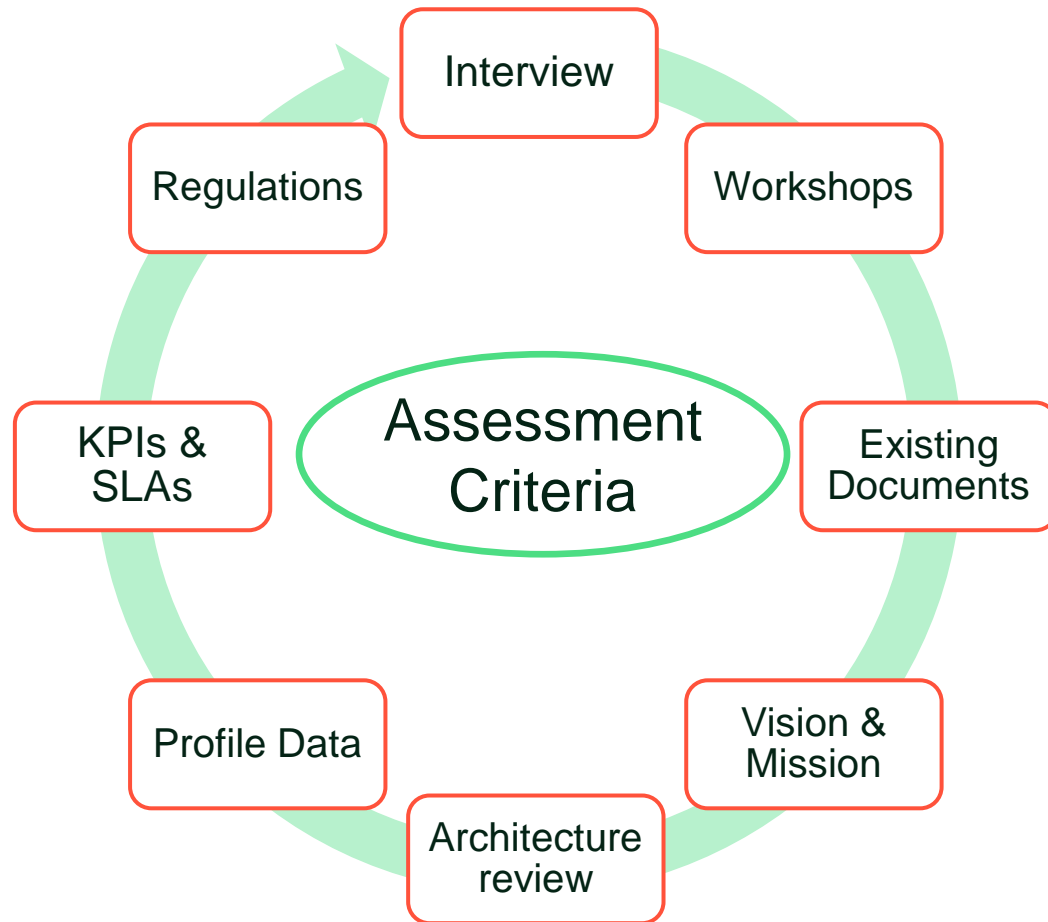 Interview
Workshops
Existing
Documents
Vision &
Mission
Architecture
review
Profile Data
KPIs &
SLAs
Regulations
Assessment
Criteria